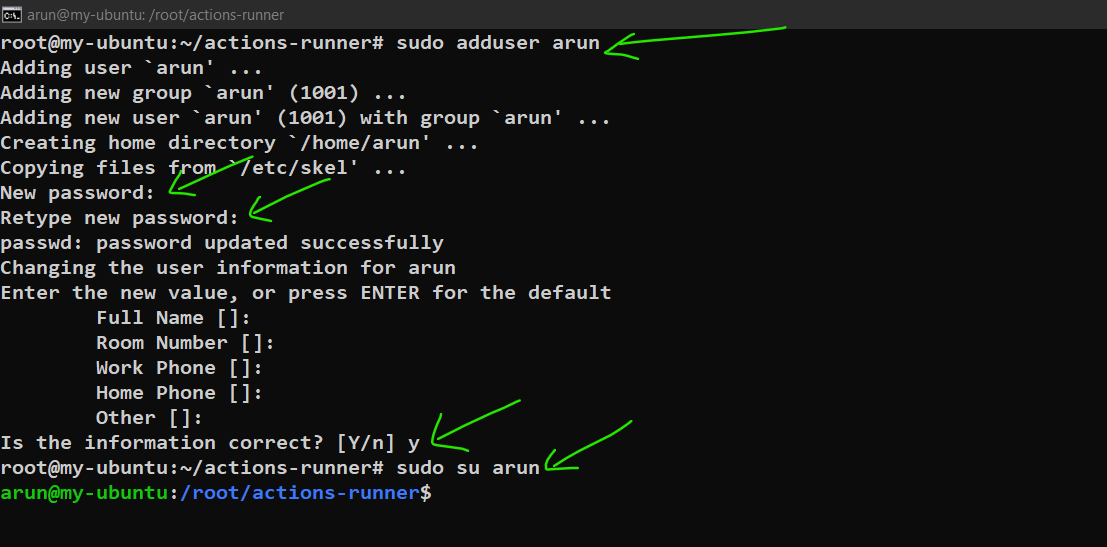 arun@my-ubuntu: /root/actions-runner
root@my-ubuntu:~/actions-runner# sudo adduser arun
Adding user `arun' ...
Adding new group `arun' (1001) ...
Adding new user `arun' (1001) with group `arun' ...
Creating home directory `/home/arun' ...
Copying files from `/etc/skel' ...
New password:
Retype new password:
passwd: password updated successfully
Changing the user information for arun
Enter the new value, or press ENTER for the default
Full Name []:
Room Number []:
Work Phone []:
Home Phone []:
Other []:
Is the information correct? [Y/n] y
root@my-ubuntu:~/actions-runner# sudo su arun
arun@my-ubuntu:/root/actions-runner$